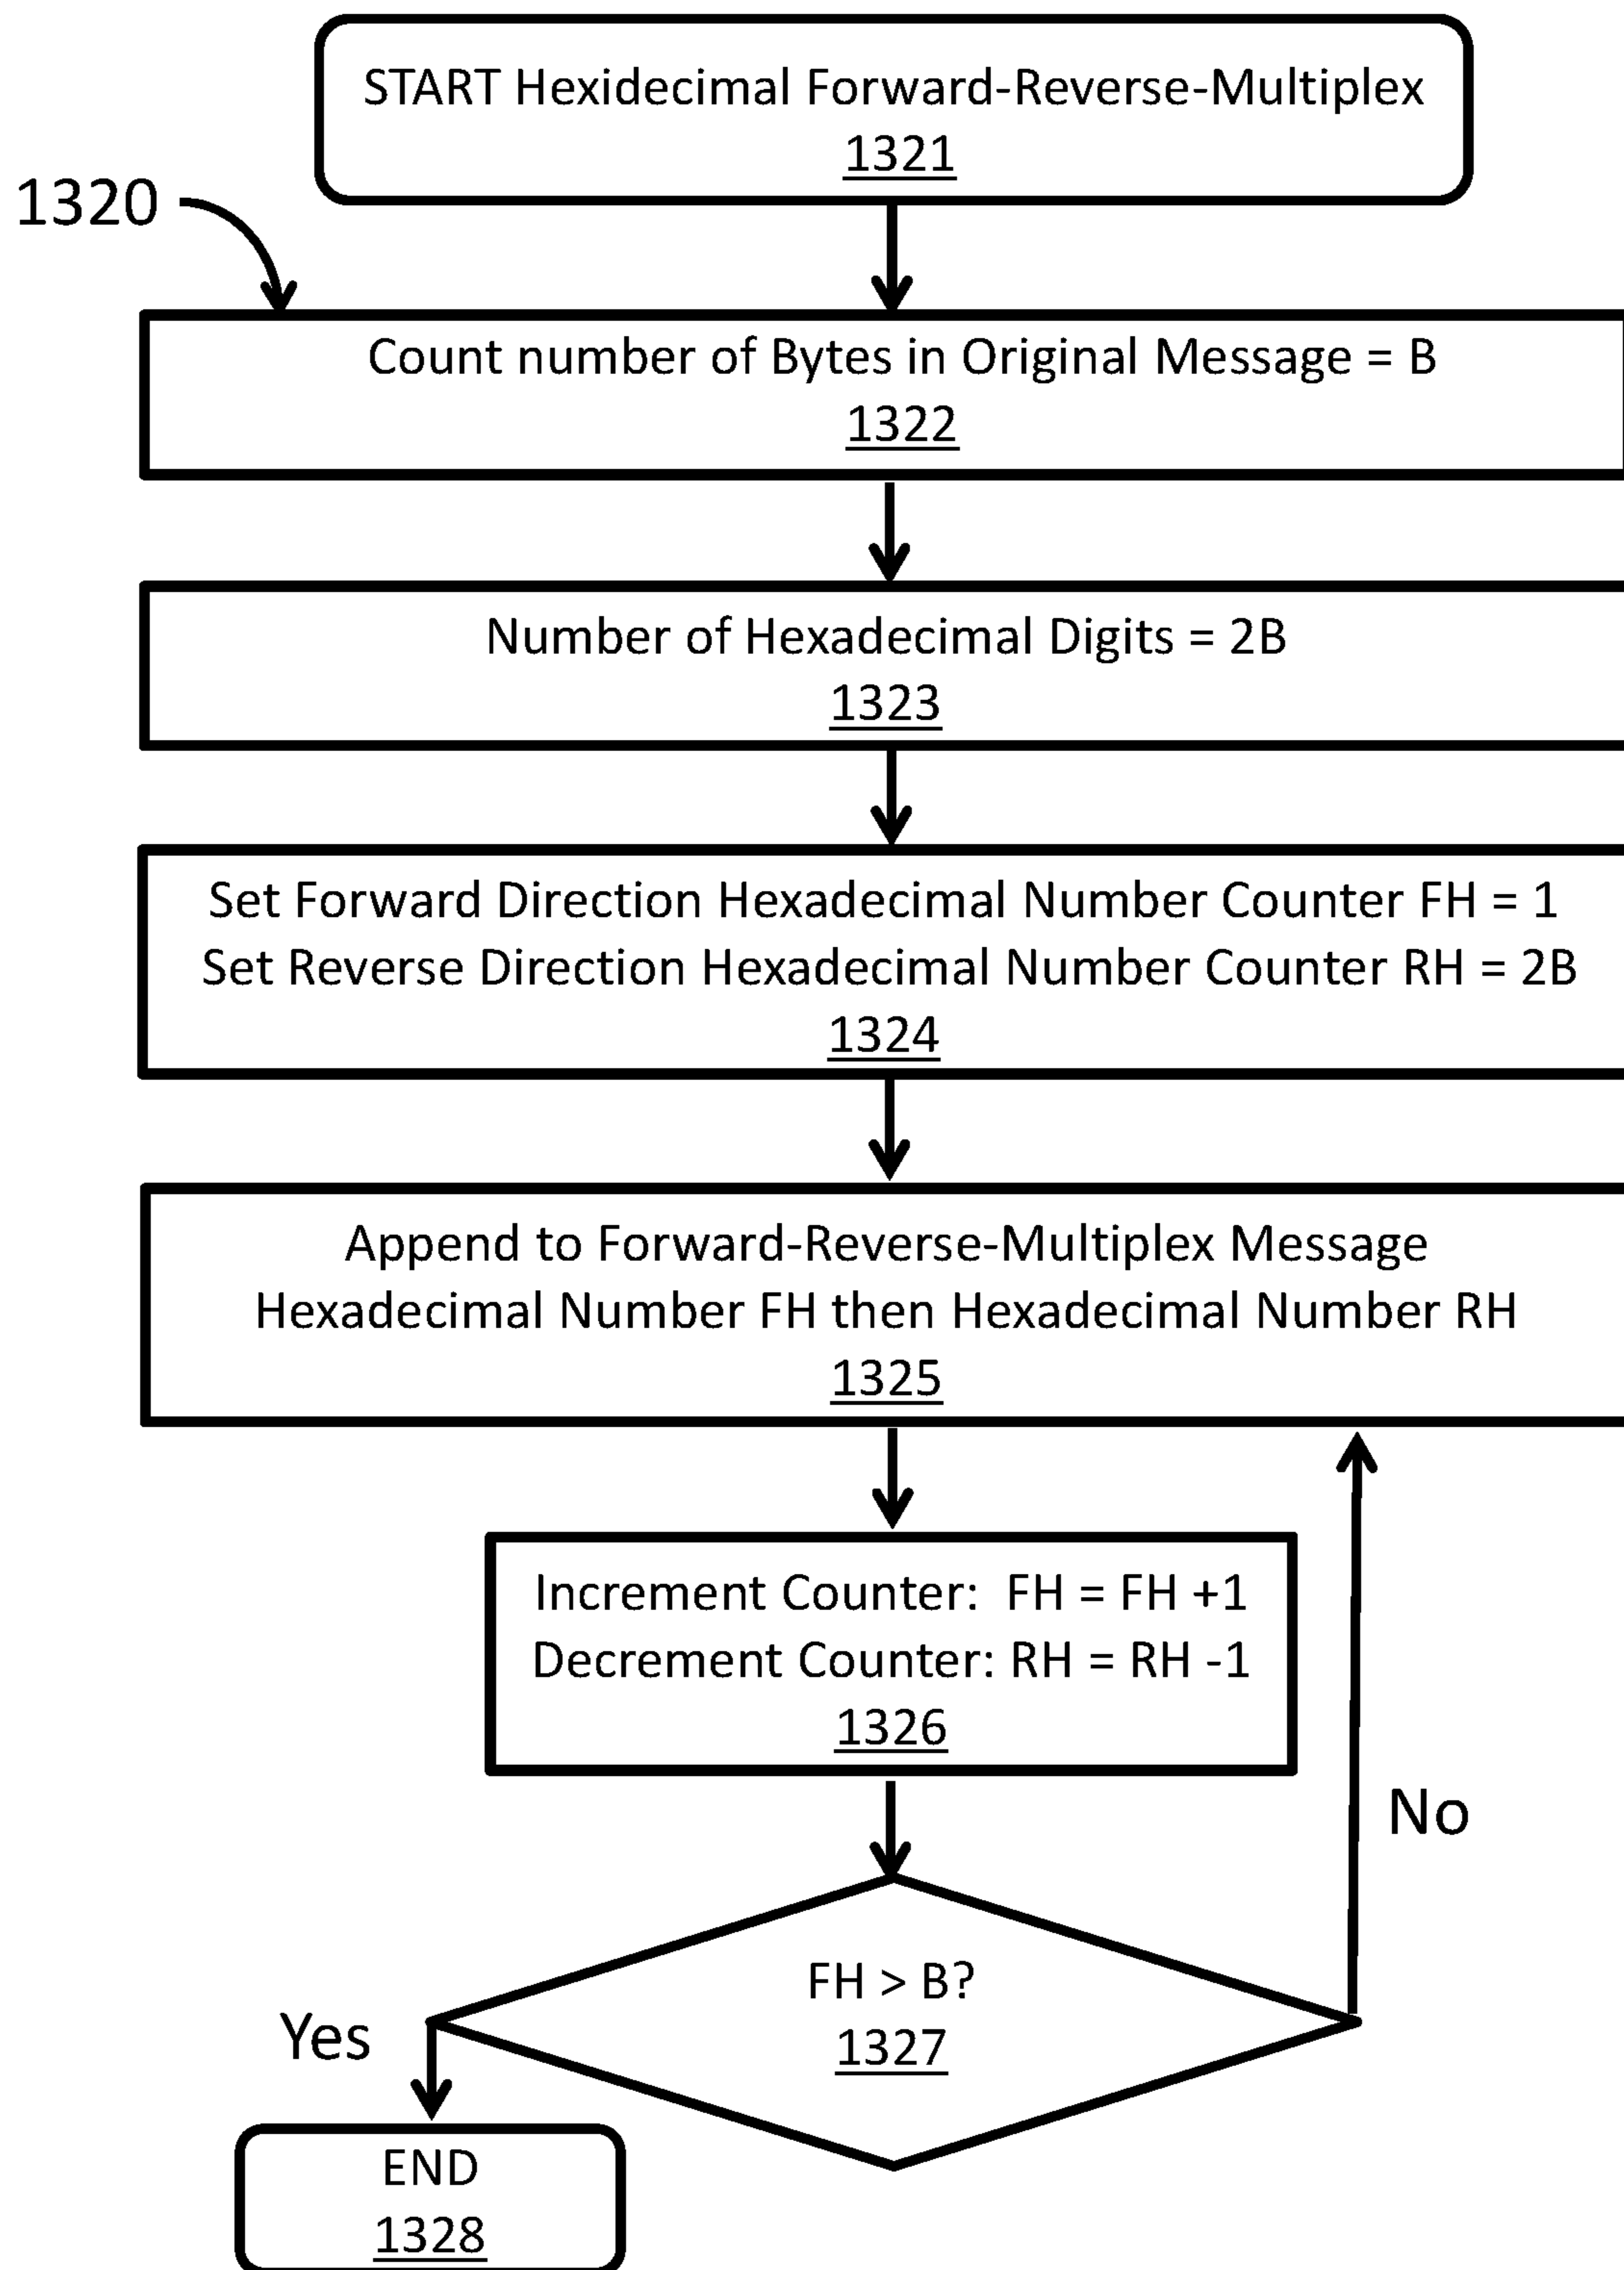 START Hexidecimal Forward-Reverse-Multiplex
1321
1320
Count number of Bytes in Original Message = B
1322
Number of Hexadecimal Digits = 2B
1323
Set Forward Direction Hexadecimal Number Counter FH = 1
Set Reverse Direction Hexadecimal Number Counter RH = 2B
1324
Append to Forward-Reverse-Multiplex Message
Hexadecimal Number FH then Hexadecimal Number RH
1325
Increment Counter: FH = FH +1
Decrement Counter: RH = RH -1
1326
No
FH > B?
1327
Yes
END
1328